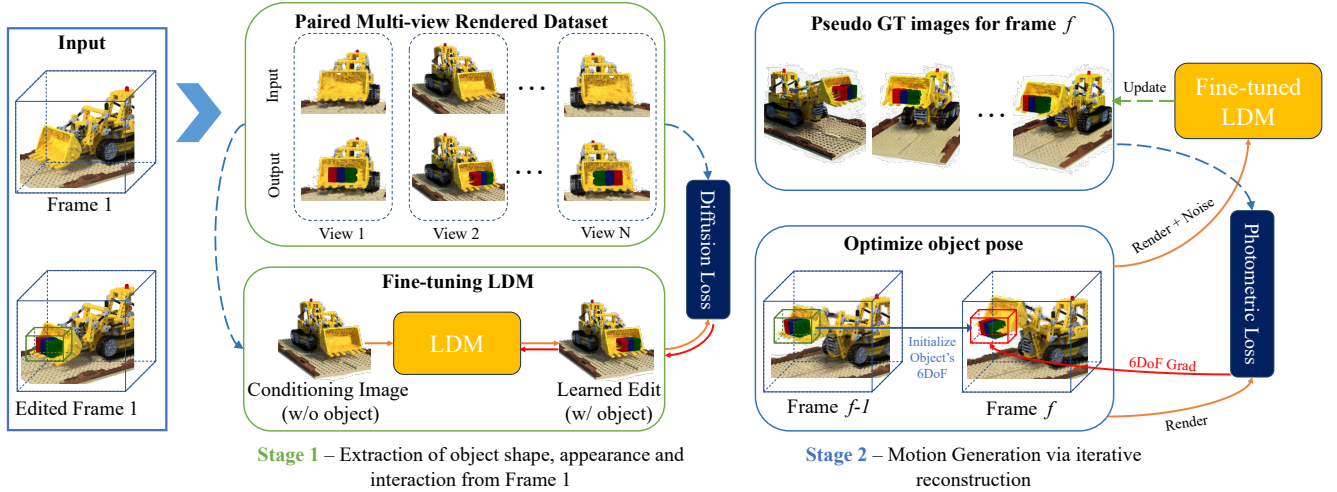 Input
Frame 1
Edited Frame 1
Paired Multi-view Rendered Dataset
Input
Output
View 1
View 2
View N
Diffusion Loss
Fine-tuning LDM
LDM
Conditioning Image
(w/o object)
Learned Edit
(w/ object)
Stage 1 – Extraction of object shape, appearance and
interaction from Frame 1
Pseudo GT images for frame f
Update
Fine-tuned
LDM
Render + Noise
Photometric Loss
Optimize object pose
Initialize
Object's
6DoF
6DoF Grad
Frame f-1
Frame f
Render
Stage 2 – Motion Generation via iterative
reconstruction